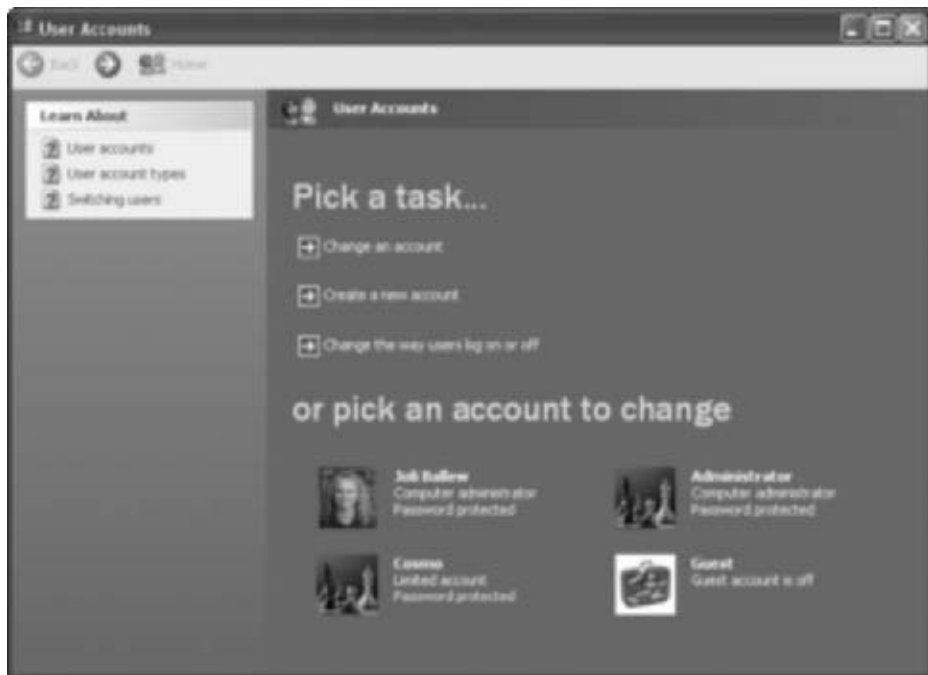 User Accounts
Back
Home
Learn About
User accounts
User account types
Switching users
User Accounts
Pick a task...
Change an account
Create a new account
Change the way users log on or off
or pick an account to change
Joli Ballew
Computer administrator
Password protected
Administrator
Computer administrator
Password protected
Cosmo
Limited account
Password protected
Guest
Guest account is off